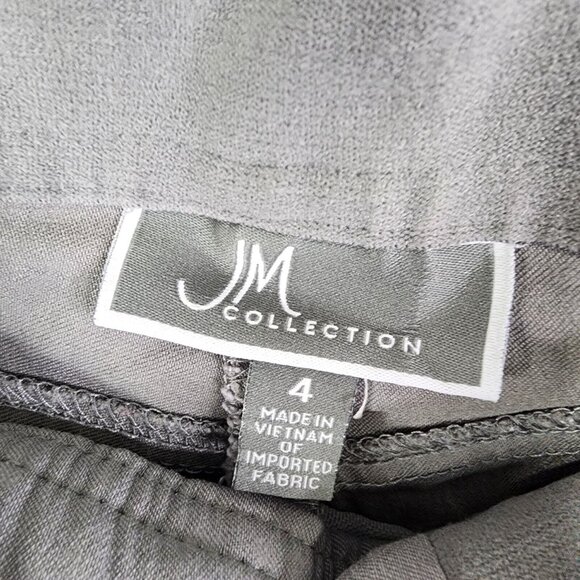 JM
COLLECTION
4
MADE IN
VIETNAM
OF
IMPORTED
FABRIC